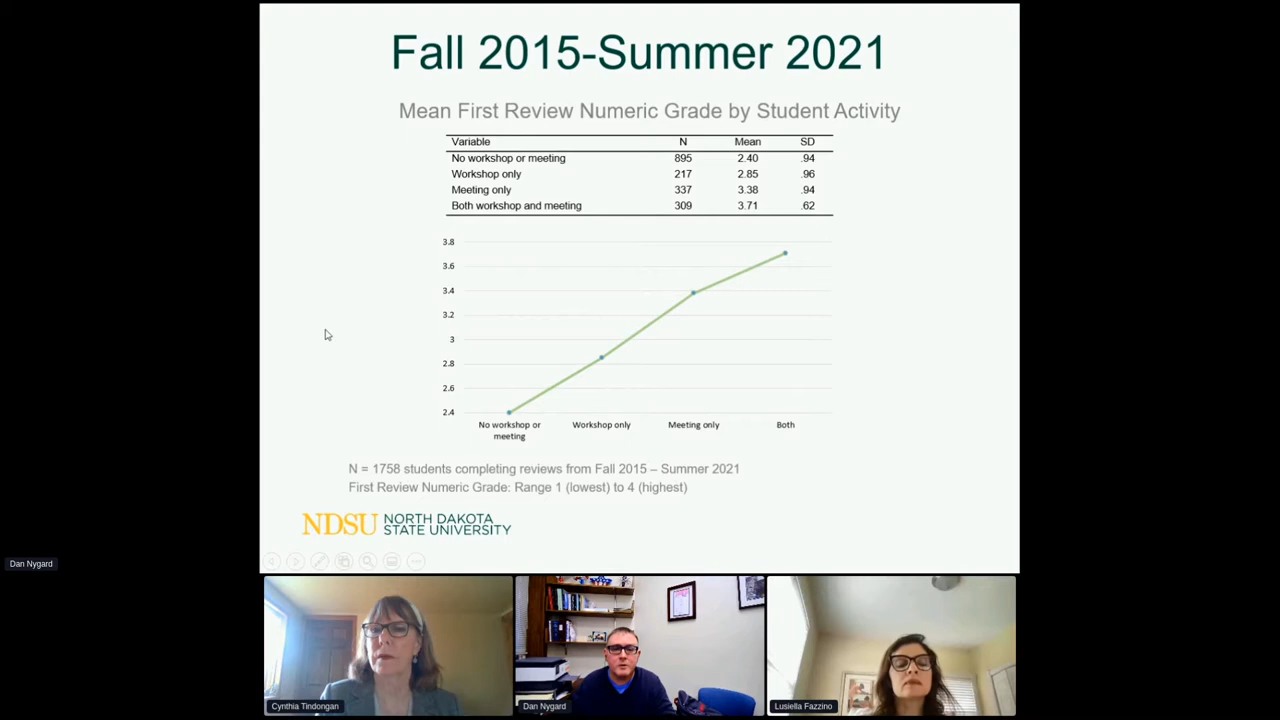 Fall 2015-Summer 2021
Mean First Review Numeric Grade by Student Activity
Variable N Mean SD
No workshop or meeting 895 2.40 .94
Workshop only 217 2.85 .96
Meeting only 337 3.38 .94
Both workshop and meeting 309 3.71 .62
3.8
3.6
3.4
3.2
3
2.8
2.6
2.4
No workshop or meeting
Workshop only
Meeting only
Both
N = 1758 students completing reviews from Fall 2015 – Summer 2021
First Review Numeric Grade: Range 1 (lowest) to 4 (highest)
NDSU NORTH DAKOTA
STATE UNIVERSITY
Dan Nygard
Cynthia Tindongan
Dan Nygard
Lusiella Fazzino